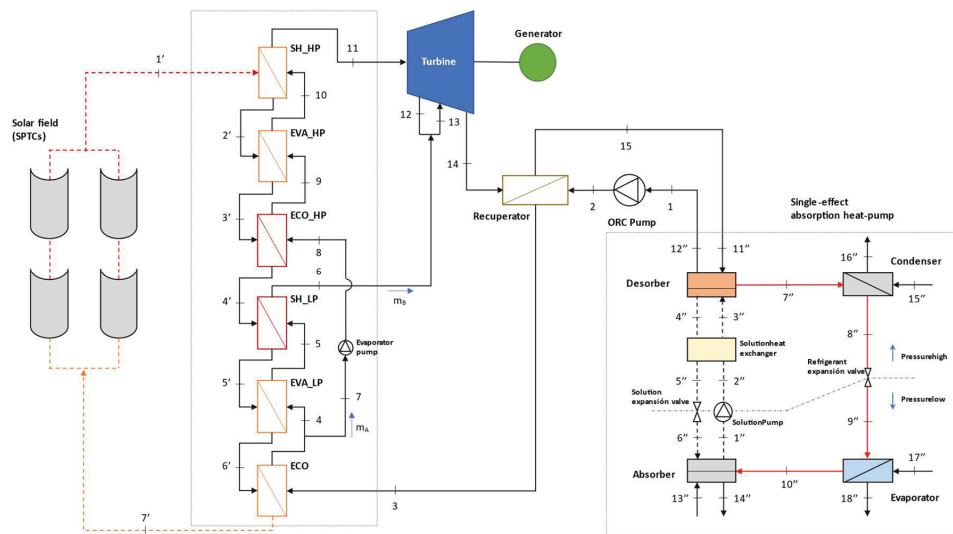 SH_HP
11
Generator
Turbine
1′
10
12
13
Solar field
(SPTCs)
2′
EVA_HP
15
14
9
Single-effect
absorption heat-pump
2
1
3′
ECO_HP
Recuperator
ORC Pump
8
6
12′′
11′′
16′′
Condenser
Desorber
7′′
15′′
4′
SH_LP
mB
4′′
3′′
8′′
5
Evaporator
pump
Solutionheat
exchanger
Pressurehigh
Refrigerant
expansión valve
5′
EVA_LP
5′′
2′′
Solution
expansión valve
Pressurelow
7
4
mA
SolutionPump
9′′
6′′
1′′
6′
ECO
17′′
Absorber
10′′
Evaporator
3
13′′
14′′
18′′
7′